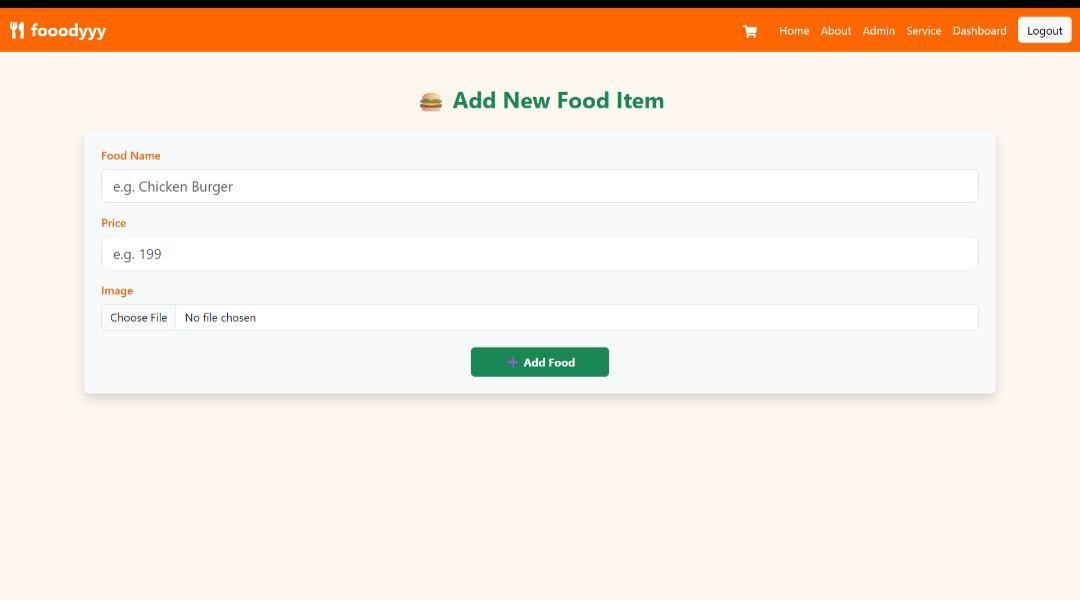 fooodyyy
Home About Admin Service Dashboard Logout
Add New Food Item
Food Name
e.g. Chicken Burger
Price
e.g. 199
Image
Choose File No file chosen
Add Food